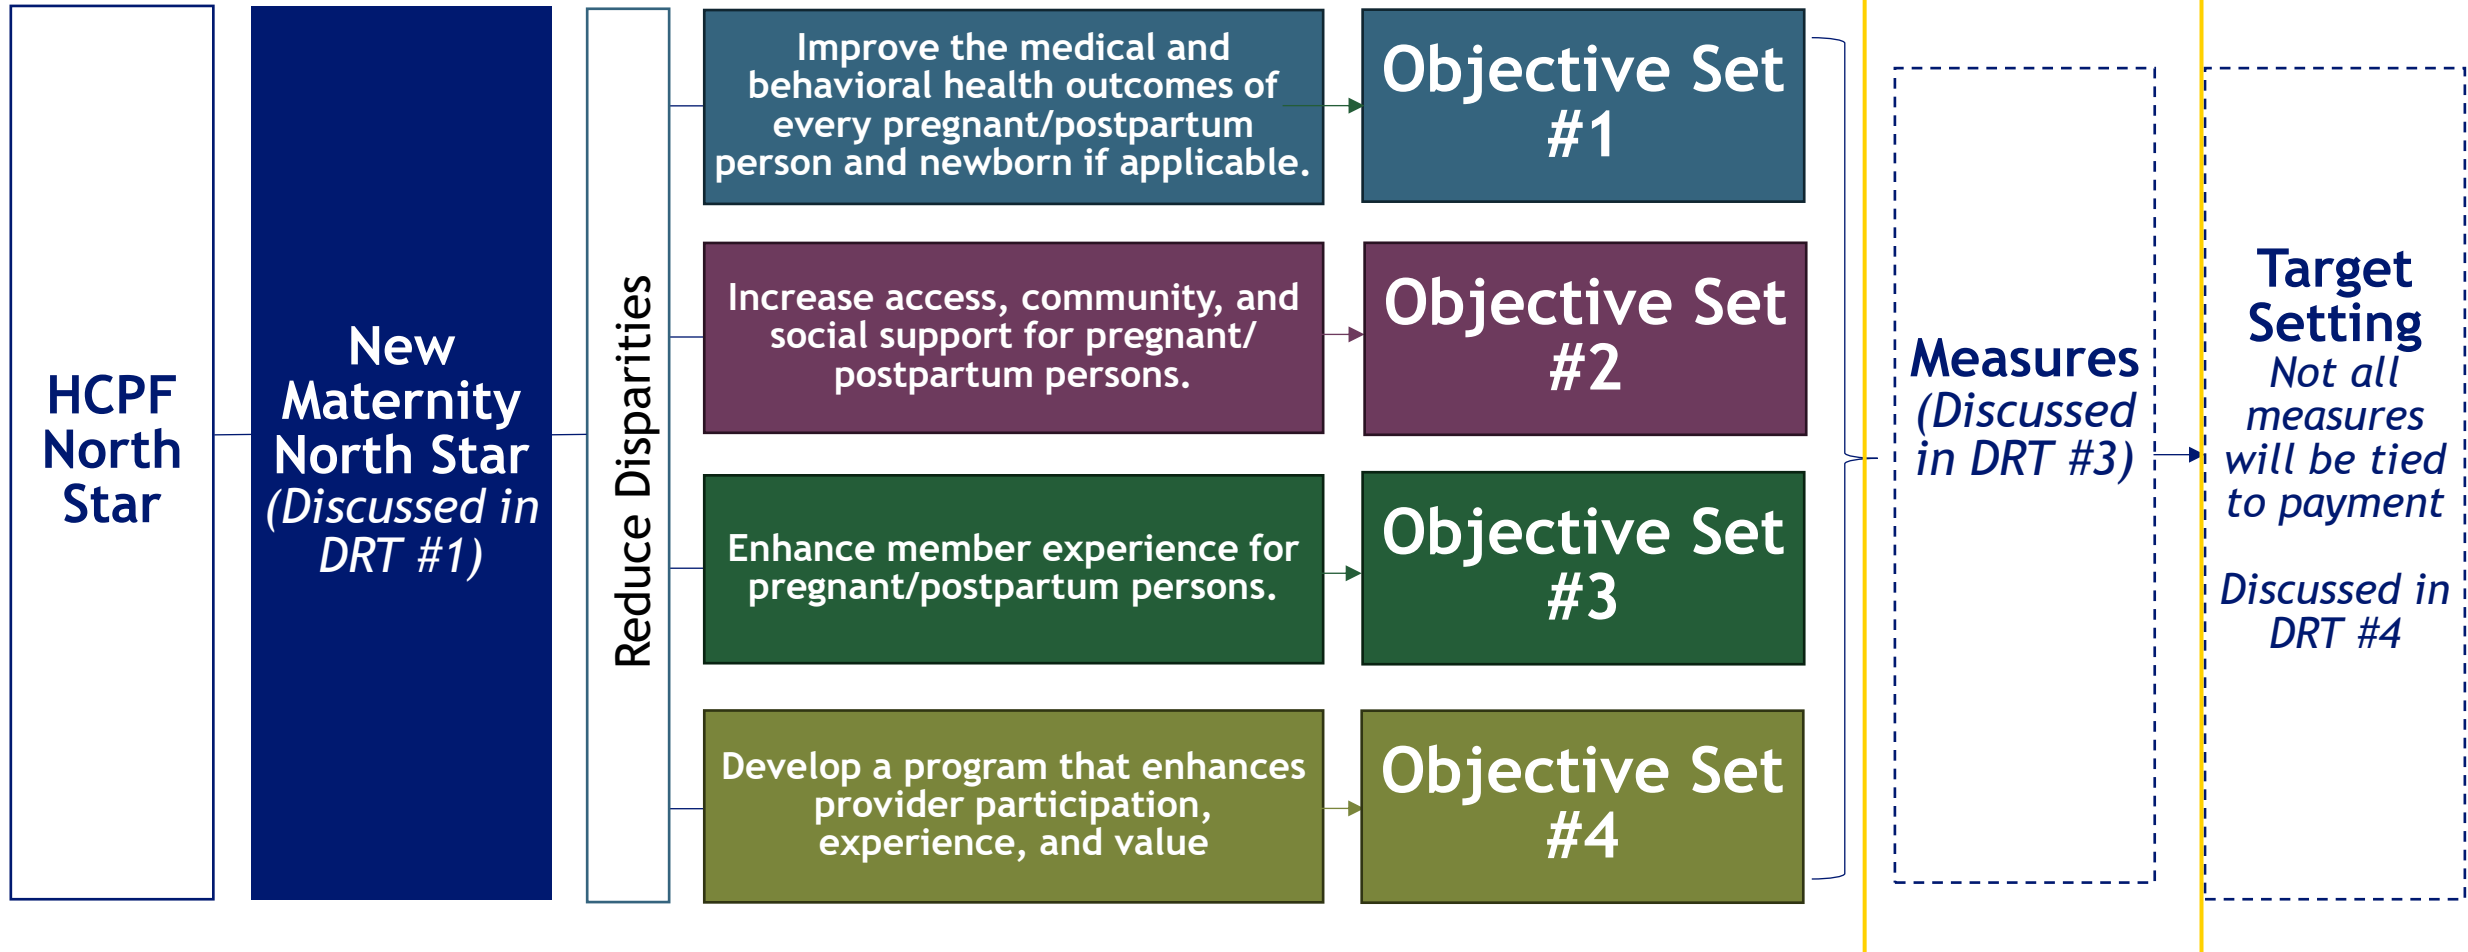 HCPF
North
Star
New
Maternity
North Star
(Discussed in
DRT #1)
Reduce Disparities
Improve the medical and
behavioral health outcomes of
every pregnant/postpartum
person and newborn if applicable.
Objective Set
#1
Increase access, community, and
social support for pregnant/
postpartum persons.
Objective Set
#2
Enhance member experience for
pregnant/postpartum persons.
Objective Set
#3
Develop a program that enhances
provider participation,
experience, and value
Objective Set
#4
Measures
(Discussed
in DRT #3)
Target
Setting
Not all
measures
will be tied
to payment
Discussed in
DRT #4